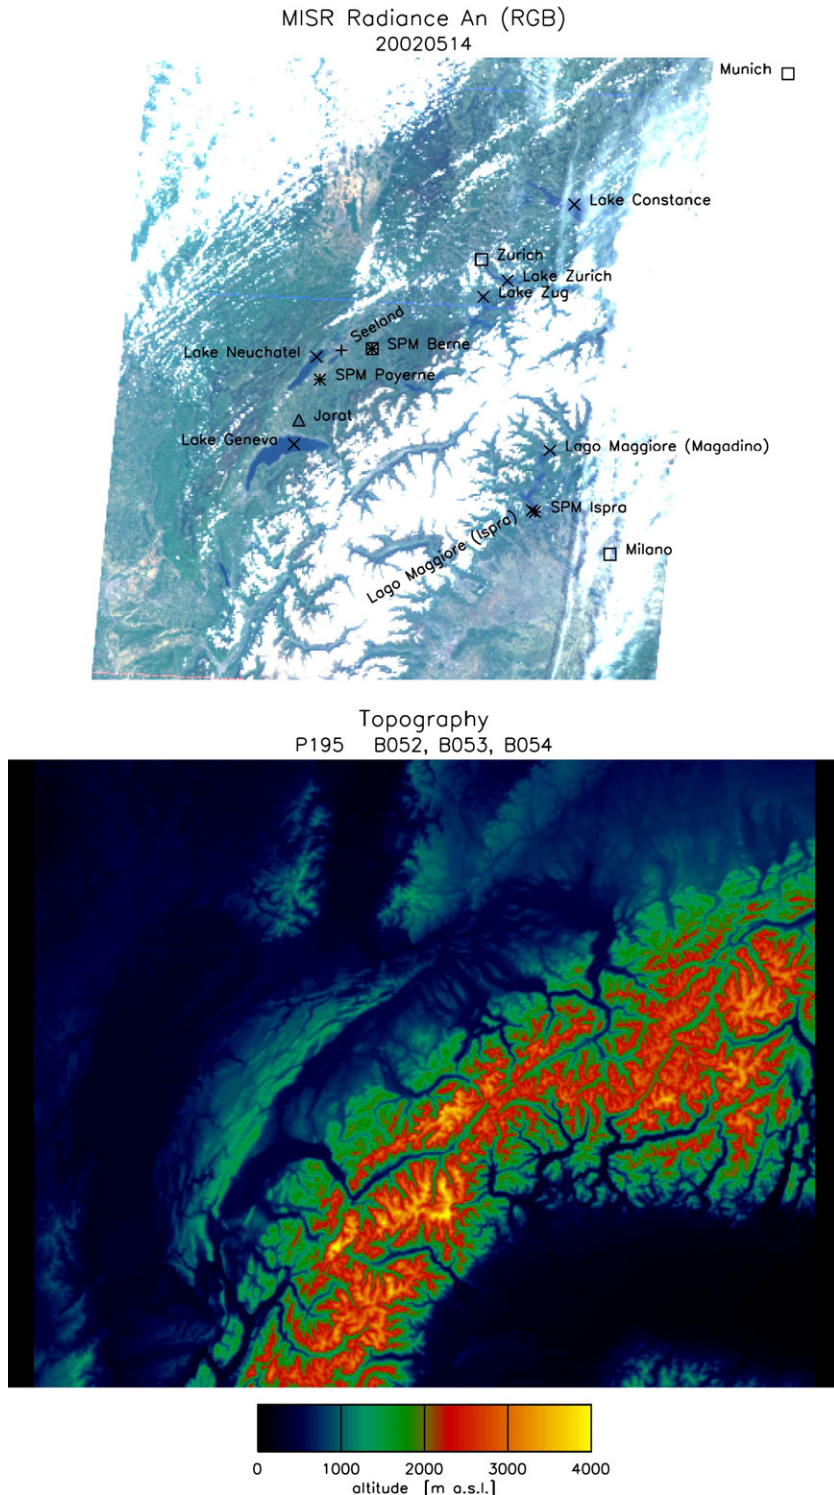 MISR Radiance An (RGB)
20020514
Munich
Lake Constance
Zurich
Lake Zurich
Lake Zug
Seeland
SPM Berne
Lake Neuchatel
SPM Payerne
Jorat
Lake Geneva
Lago Maggiore (Magadino)
SPM Ispra
Lago Maggiore (Ispra)
Milano
Topography
P195 B052, B053, B054
0 1000 2000 3000 4000
altitude [m a.s.l.]